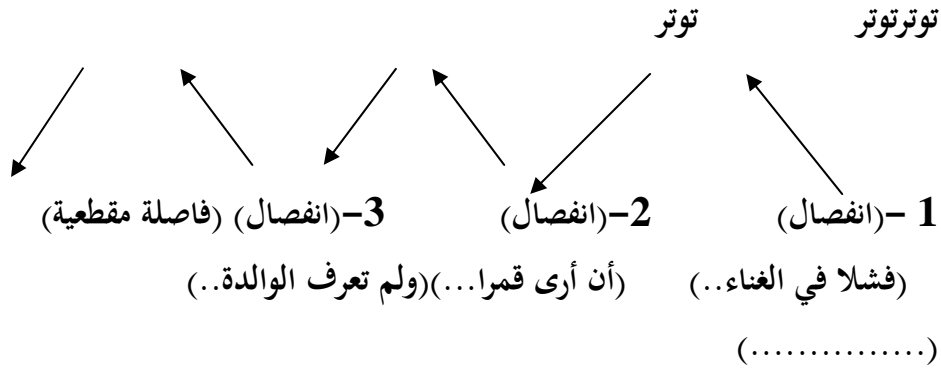 توترتوتر توتر
1 –(انفصال) 2–(انفصال) 3–(انفصال) (فاصلة مقطعية)
(فشلا في الغناء..) (أن أرى قمرا...)(ولم تعرف الوالدة..)
(...............)